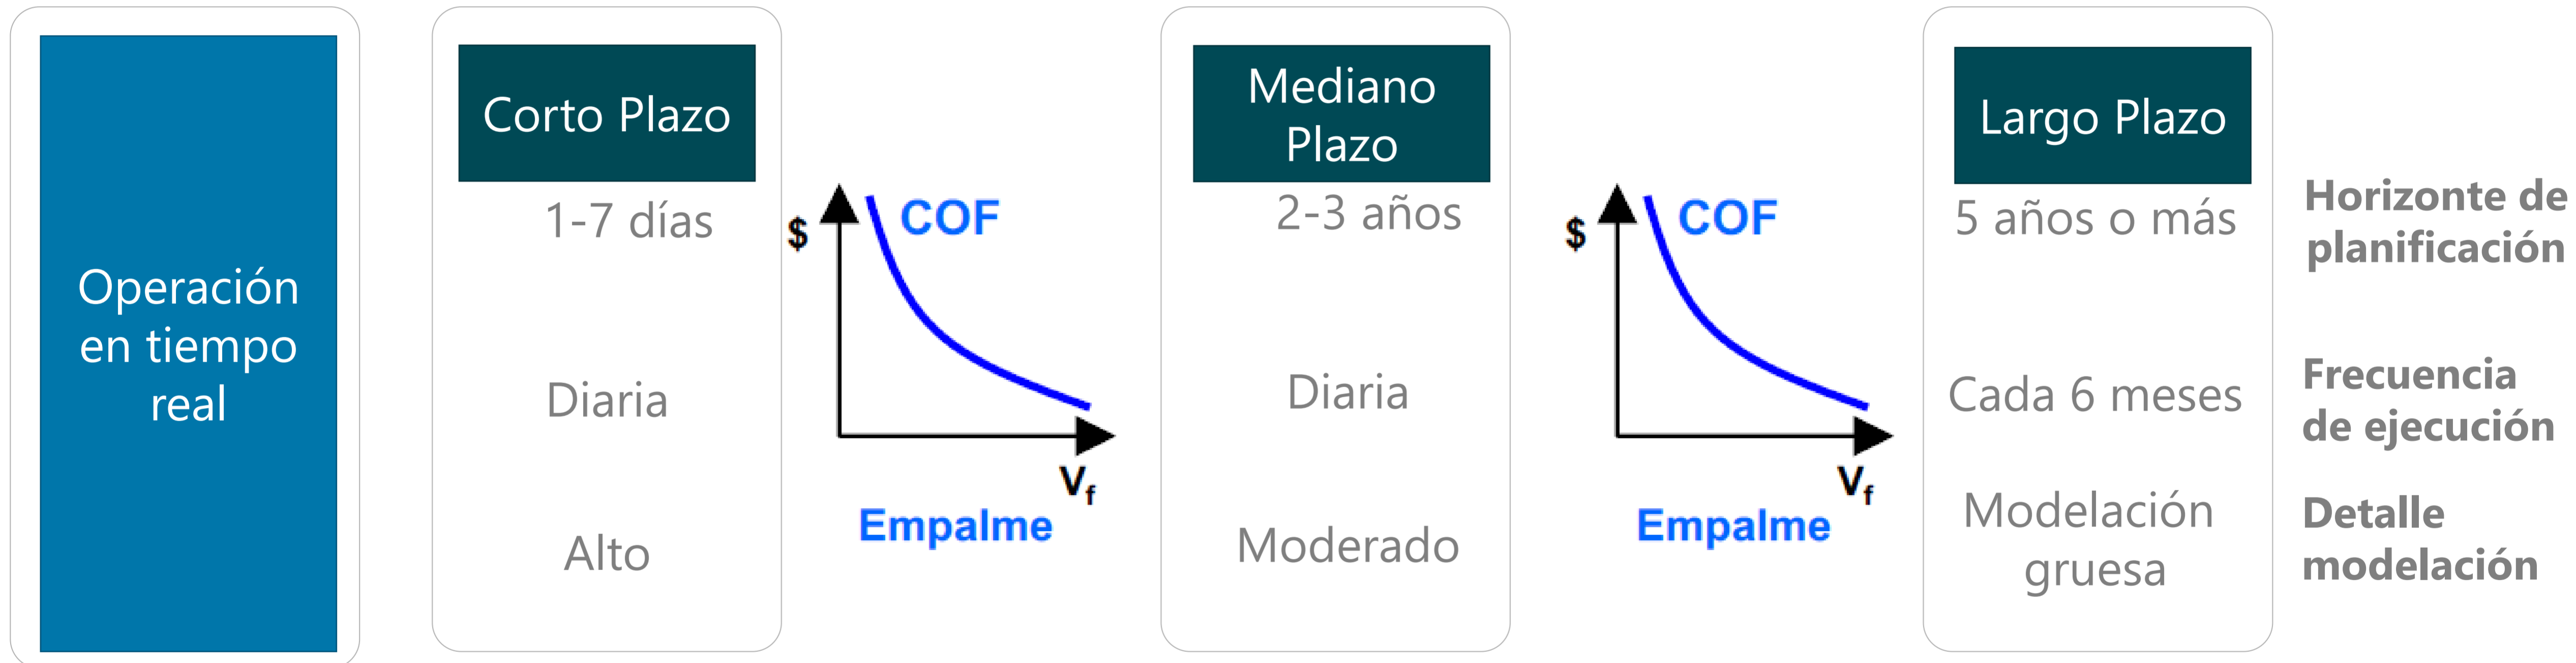 Operación
en tiempo
real
Corto Plazo
1-7 días
Diaria
Alto
$
COF
Vf
Empalme
Mediano
Plazo
2-3 años
Diaria
Moderado
$
COF
Vf
Empalme
Largo Plazo
5 años o más
Cada 6 meses
Modelación
gruesa
Horizonte de
planificación
Frecuencia
de ejecución
Detalle
modelación